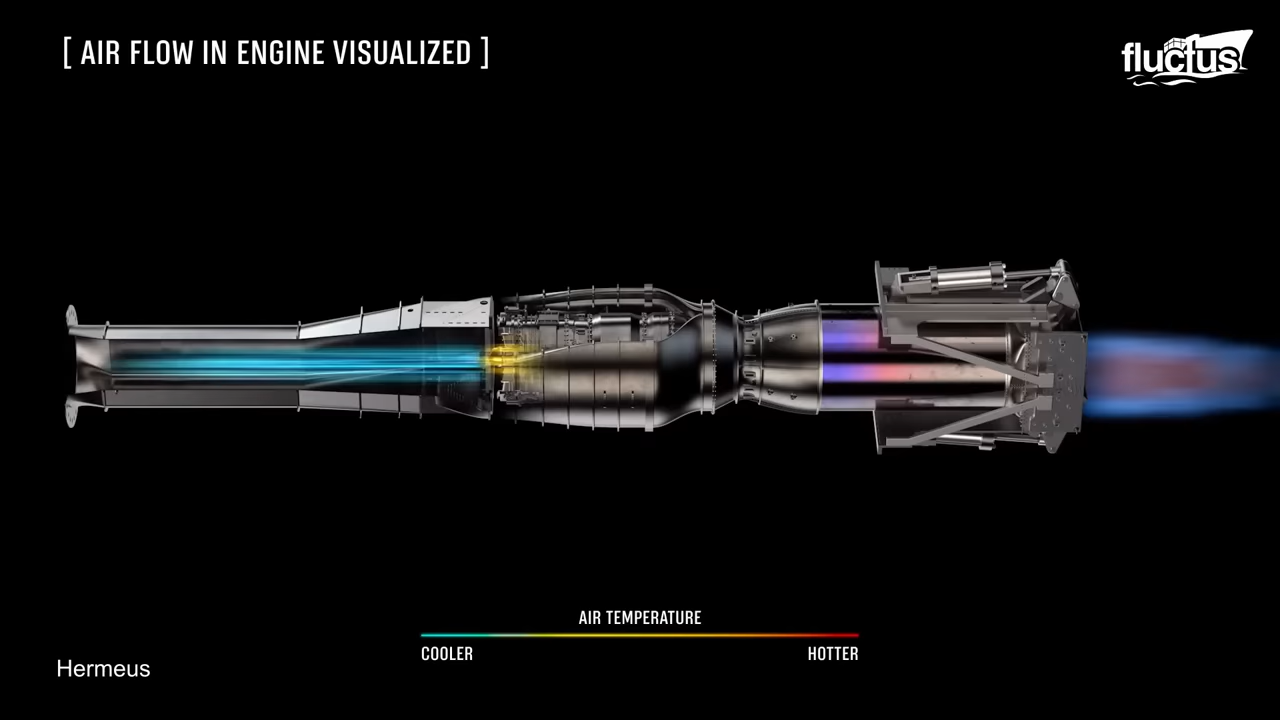 [ AIR FLOW IN ENGINE VISUALIZED ]
fluctus
AIR TEMPERATURE
COOLER HOTTER
Hermeus